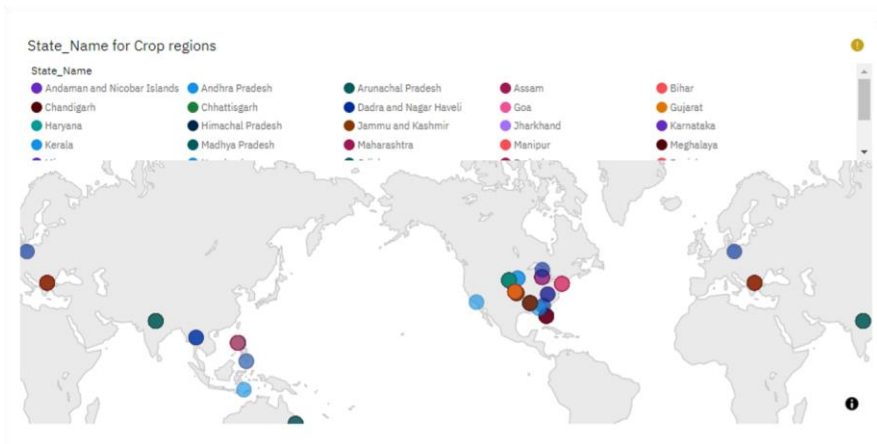 State_Name for Crop regions
State_Name
Andaman and Nicobar Islands Andhra Pradesh Arunachal Pradesh Assam Bihar
Chandigarh Chhattisgarh Dadra and Nagar Haveli Goa Gujarat
Haryana Himachal Pradesh Jammu and Kashmir Jharkhand Karnataka
Kerala Madhya Pradesh Maharashtra Manipur Meghalaya